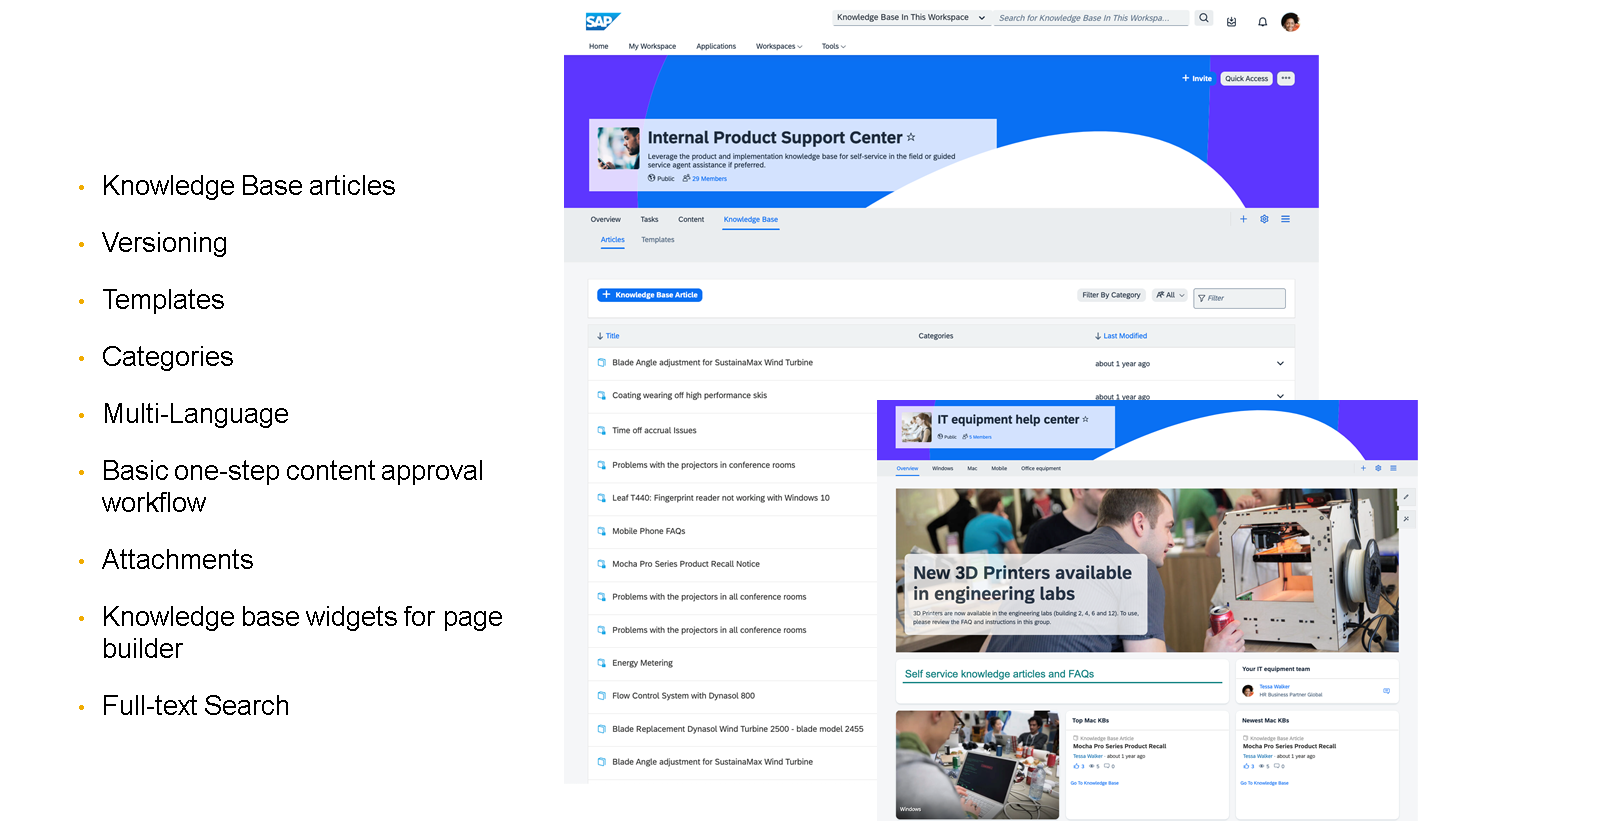 Knowledge Base articles
Versioning
Templates
Categories
Multi-Language
Basic one-step content approval
workflow
Attachments
Knowledge base widgets for page
builder
Full-text Search
SAP
Knowledge Base In This Workspace
Search for Knowledge Base In This Workspa...
Home My Workspace Applications Workspaces Tools
+ Invite Quick Access
Internal Product Support Center
Leverage the product and implementation knowledge base for self-service in the field or guided
service agent assistance if preferred.
Public 29 Members
Overview Tasks Content Knowledge Base
Articles Templates
+ Knowledge Base Article Filter By Category All Filter
Title Categories Last Modified
Blade Angle adjustment for SustainaMax Wind Turbine about 1 year ago
Coating wearing off high performance skis about 1 year ago
Time off accrual Issues
Problems with the projectors in conference rooms
Leaf T440: Fingerprint reader not working with Windows 10
Mobile Phone FAQs
Mocha Pro Series Product Recall Notice
Problems with the projectors in all conference rooms
Problems with the projectors in all conference rooms
Energy Metering
Flow Control System with Dynasol 800
Blade Replacement Dynasol Wind Turbine 2500 - blade model 2455
Blade Angle adjustment for SustainaMax Wind Turbine
IT equipment help center
Public 5 Members
Overview Windows Mac Mobile Office equipment
New 3D Printers available
in engineering labs
3D Printers are now available in the engineering labs (building 2, 4, 6 and 12). To use,
please review the FAQ and instructions in this group.
Self service knowledge articles and FAQs
Your IT equipment team
Tessa Walker
HR Business Partner Global
Windows
Top Mac KBs
Knowledge Base Article
Mocha Pro Series Product Recall
Tessa Walker · about 1 year ago
3 5 0
Go To Knowledge Base
Newest Mac KBs
Knowledge Base Article
Mocha Pro Series Product Recall
Tessa Walker · about 1 year ago
3 5 0
Go To Knowledge Base